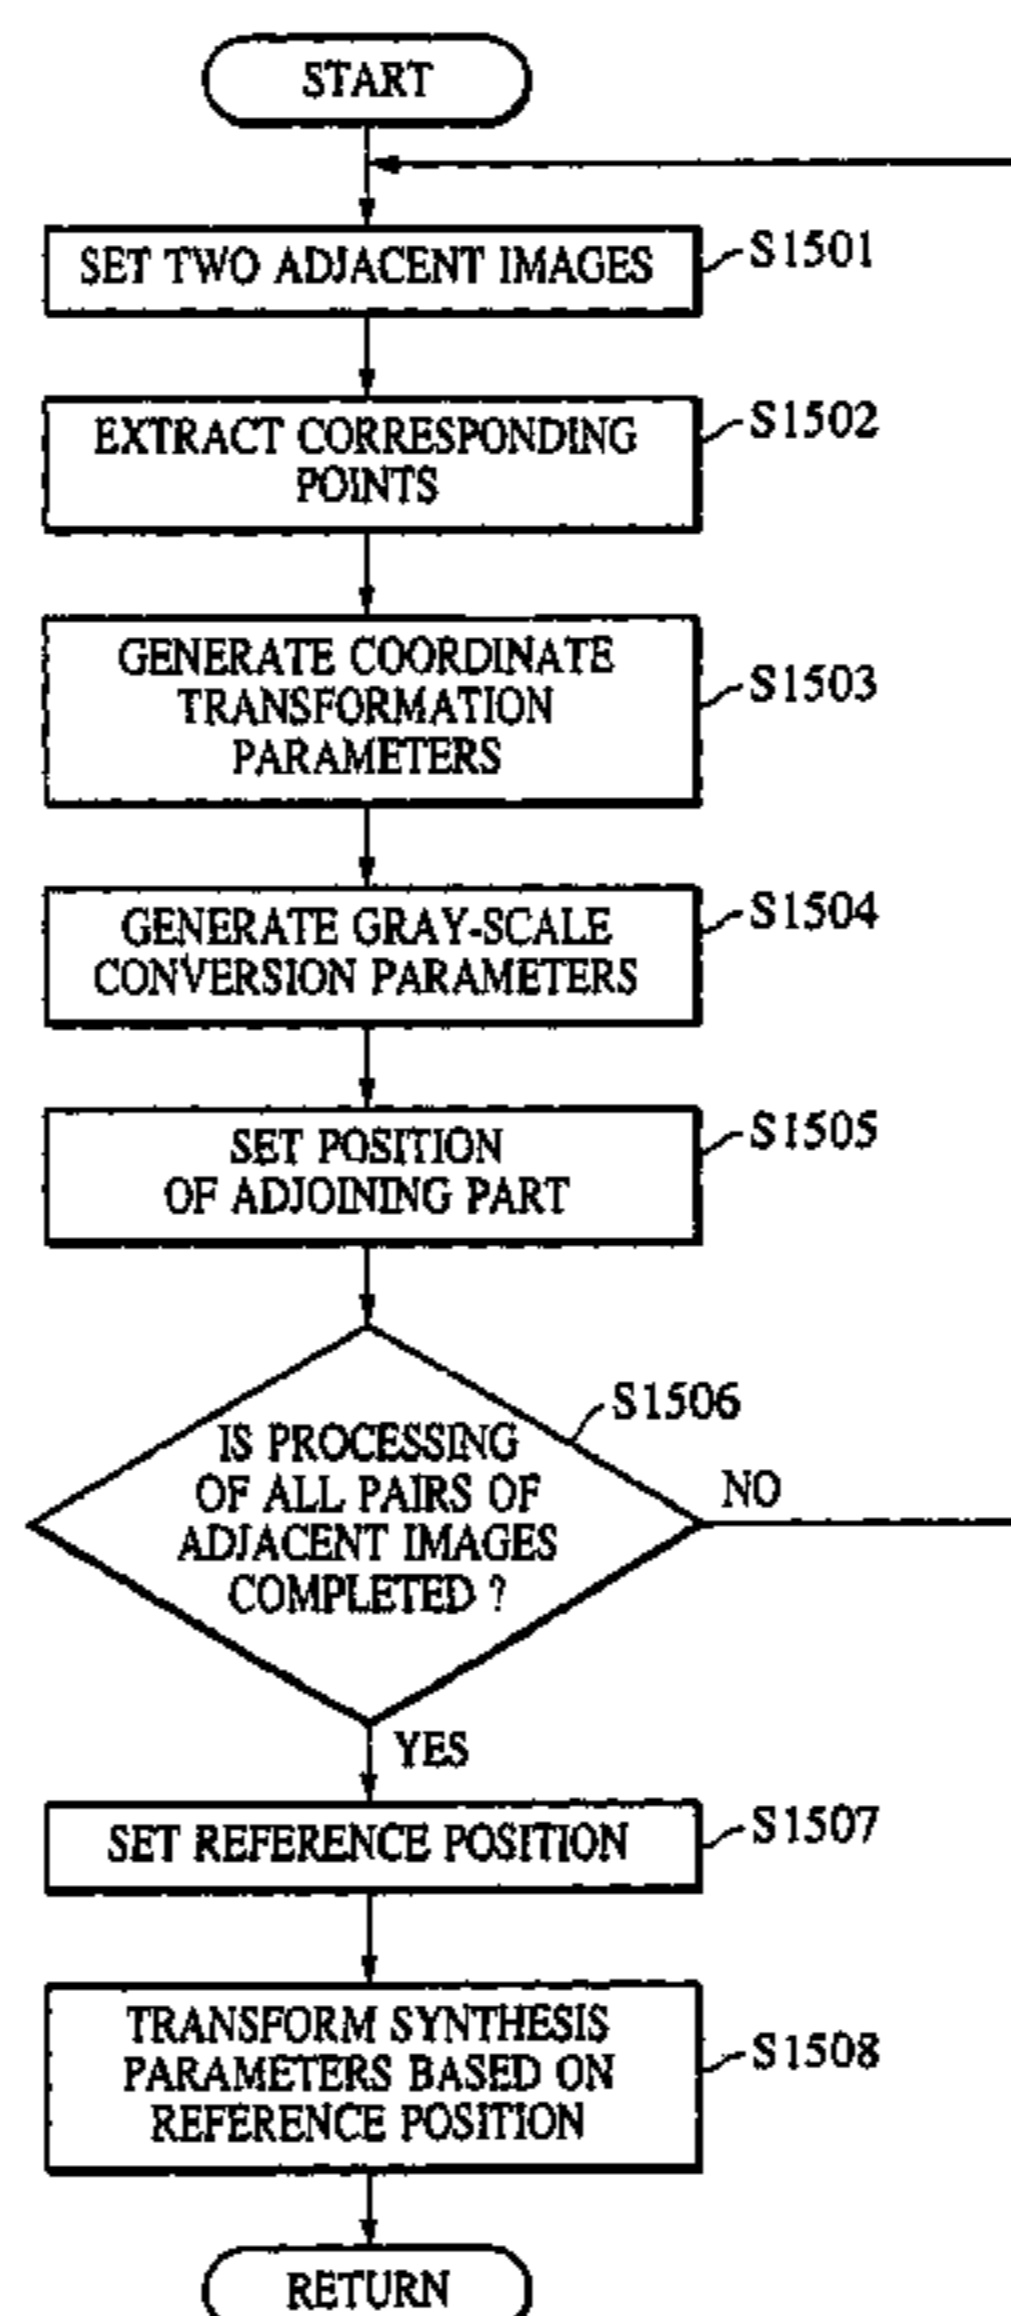 START
SET TWO ADJACENT IMAGES
S1501
EXTRACT CORRESPONDING
POINTS
S1502
GENERATE COORDINATE
TRANSFORMATION
PARAMETERS
S1503
GENERATE GRAY-SCALE
CONVERSION PARAMETERS
S1504
SET POSITION
OF ADJOINING PART
S1505
IS PROCESSING
OF ALL PAIRS OF
ADJACENT IMAGES
COMPLETED ?
S1506
NO
YES
SET REFERENCE POSITION
S1507
TRANSFORM SYNTHESIS
PARAMETERS BASED ON
REFERENCE POSITION
S1508
RETURN